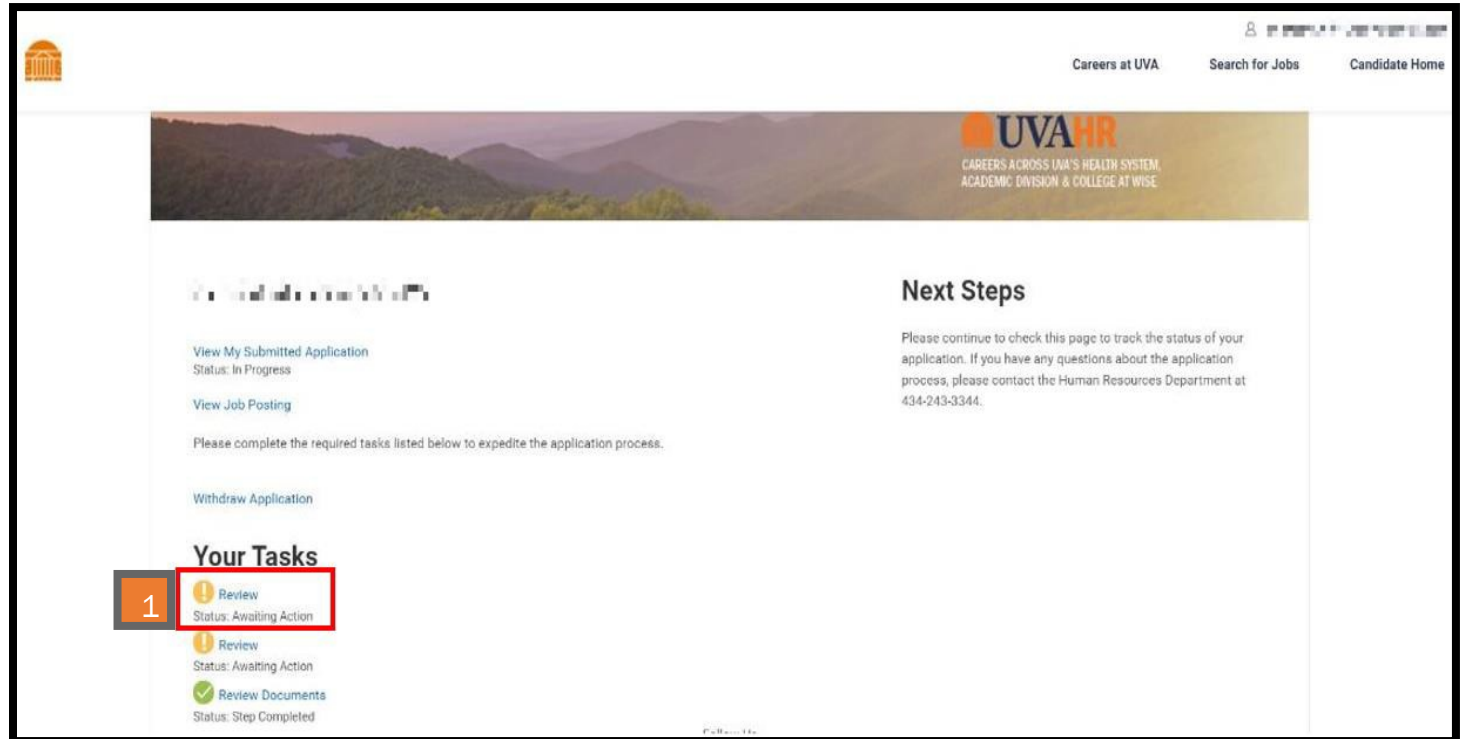 Careers at UVA Search for Jobs Candidate Home
UVAHR
CAREERS ACROSS UVA'S HEALTH SYSTEM,
ACADEMIC DIVISION & COLLEGE AT WISE
View My Submitted Application
Status: In Progress
View Job Posting
Please complete the required tasks listed below to expedite the application process.
Withdraw Application
Your Tasks
1
Review
Status: Awaiting Action
Review
Status: Awaiting Action
Review Documents
Status: Step Completed
Next Steps
Please continue to check this page to track the status of your
application. If you have any questions about the application
process, please contact the Human Resources Department at
434-243-3344.